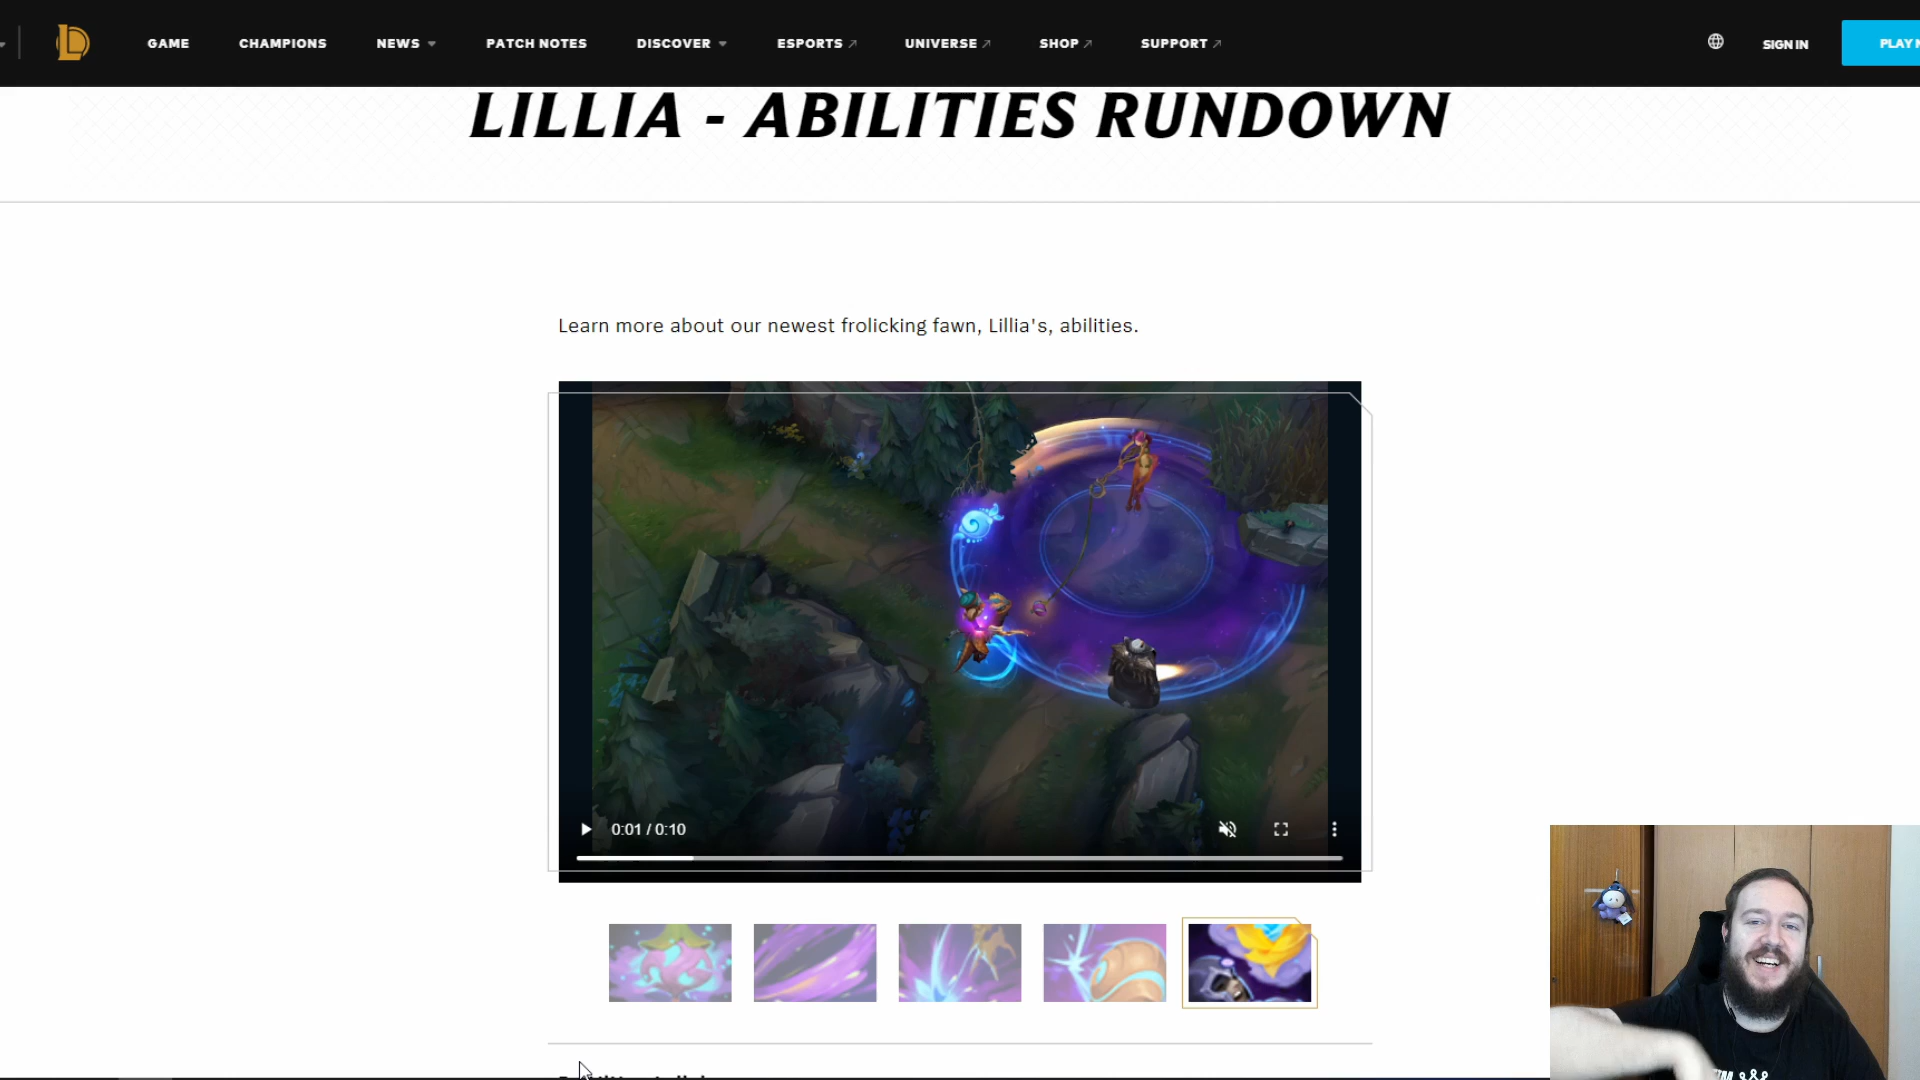 GAME CHAMPIONS NEWS PATCH NOTES DISCOVER ESPORTS UNIVERSE SHOP SUPPORT SIGN IN PLAY
LILLIA - ABILITIES RUNDOWN
Learn more about our newest frolicking fawn, Lillia's, abilities.
0:01 / 0:10